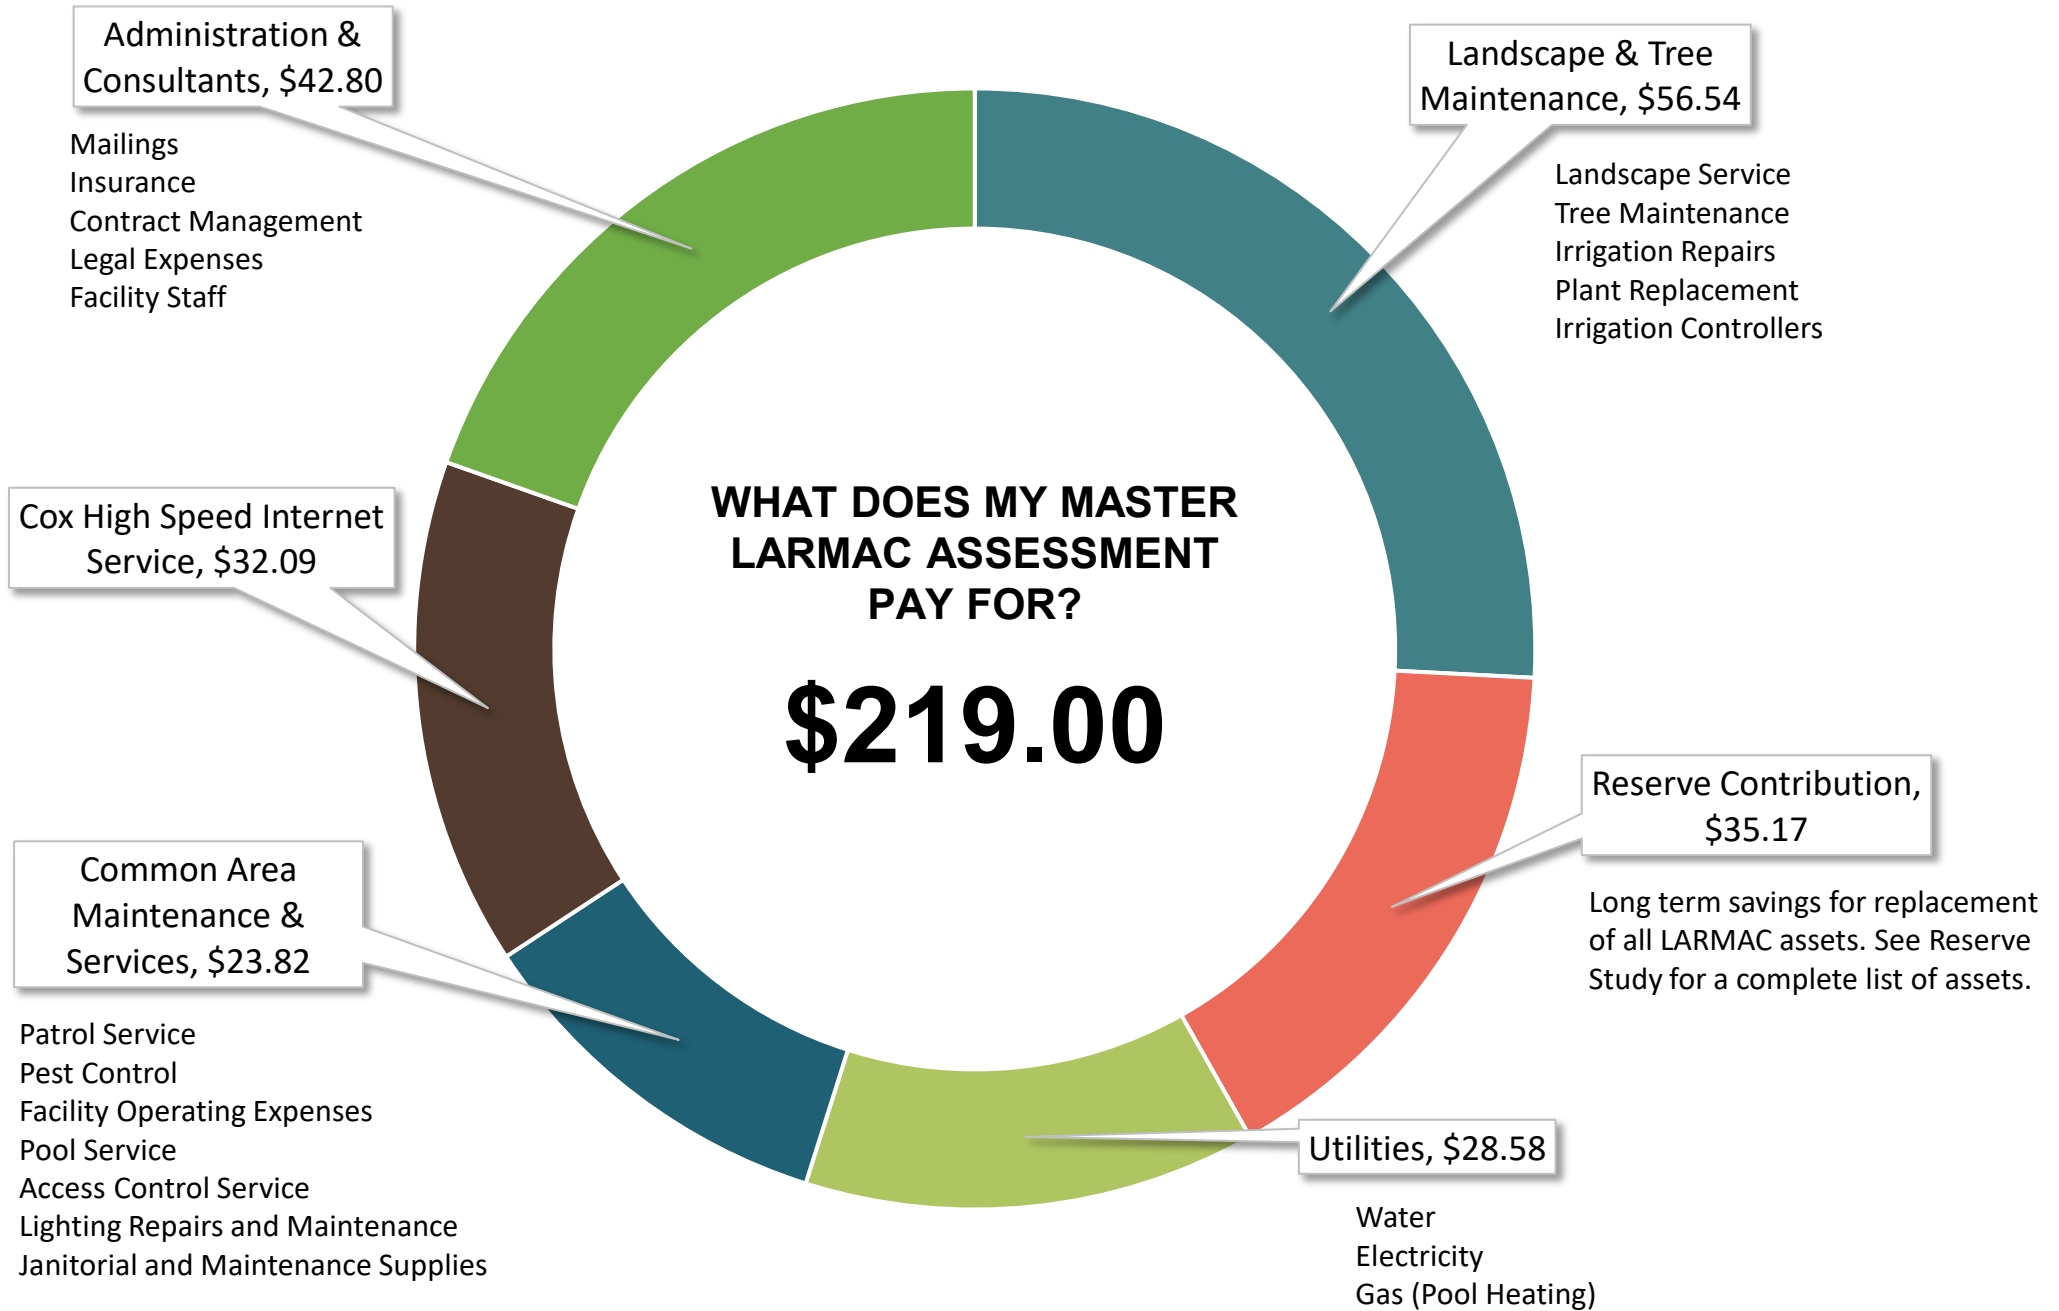 Administration &
Consultants, $42.80
Mailings
Insurance
Contract Management
Legal Expenses
Facility Staff
Landscape & Tree
Maintenance, $56.54
Landscape Service
Tree Maintenance
Irrigation Repairs
Plant Replacement
Irrigation Controllers
WHAT DOES MY MASTER
LARMAC ASSESSMENT
PAY FOR?
$219.00
Cox High Speed Internet
Service, $32.09
Reserve Contribution,
$35.17
Long term savings for replacement
of all LARMAC assets. See Reserve
Study for a complete list of assets.
Common Area
Maintenance &
Services, $23.82
Patrol Service
Pest Control
Facility Operating Expenses
Pool Service
Access Control Service
Lighting Repairs and Maintenance
Janitorial and Maintenance Supplies
Utilities, $28.58
Water
Electricity
Gas (Pool Heating)